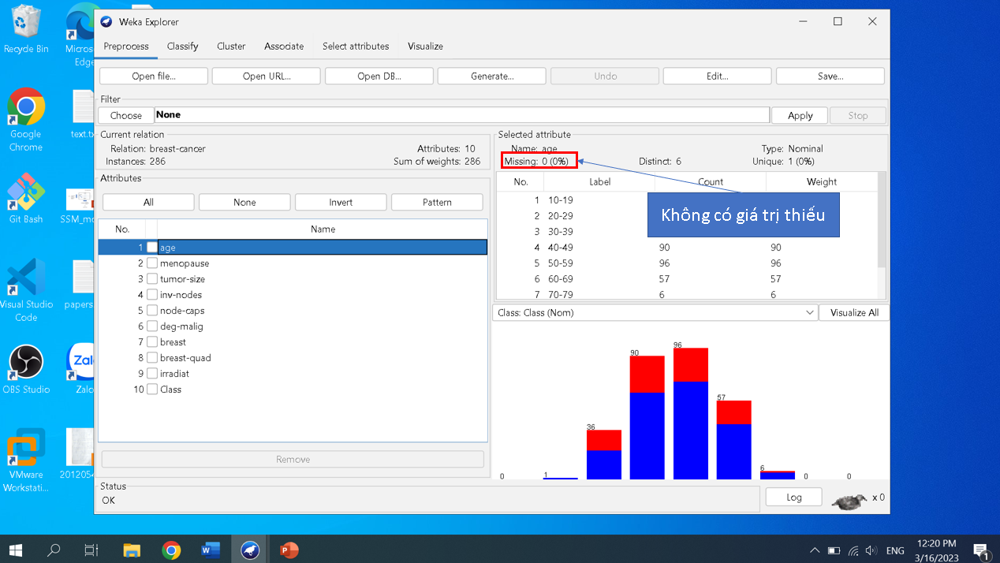 Recycle Bin
Micros
Edge
Google
Chrome
text.tx
Git Bash
SSM_mo
Visual Studio
Code
papers.
OBS Studio
Zal
Zalo
VMware
Workstati...
2012054
Weka Explorer
Preprocess Classify Cluster Associate Select attributes Visualize
Open file... Open URL... Open DB... Generate... Undo Edit... Save...
Filter
Choose None Apply Stop
Current relation
Relation: breast-cancer Attributes: 10
Instances: 286 Sum of weights: 286
Attributes
All None Invert Pattern
No. Name
1 age
2 menopause
3 tumor-size
4 inv-nodes
5 node-caps
6 deg-malig
7 breast
8 breast-quad
9 irradiat
10 Class
Remove
Selected attribute
Name: age Type: Nominal
Missing: 0 (0%) Distinct: 6 Unique: 1 (0%)
No. Label Count Weight
1 10-19
2 20-29
3 30-39
4 40-49 90 90
5 50-59 96 96
6 60-69 57 57
7 70-79 6 6
Không có giá trị thiếu
Class: Class (Nom) Visualize All
0 1 36 90 96 57 6 0 0
Status
OK
Log x 0
ENG
12:20 PM
3/16/2023
1